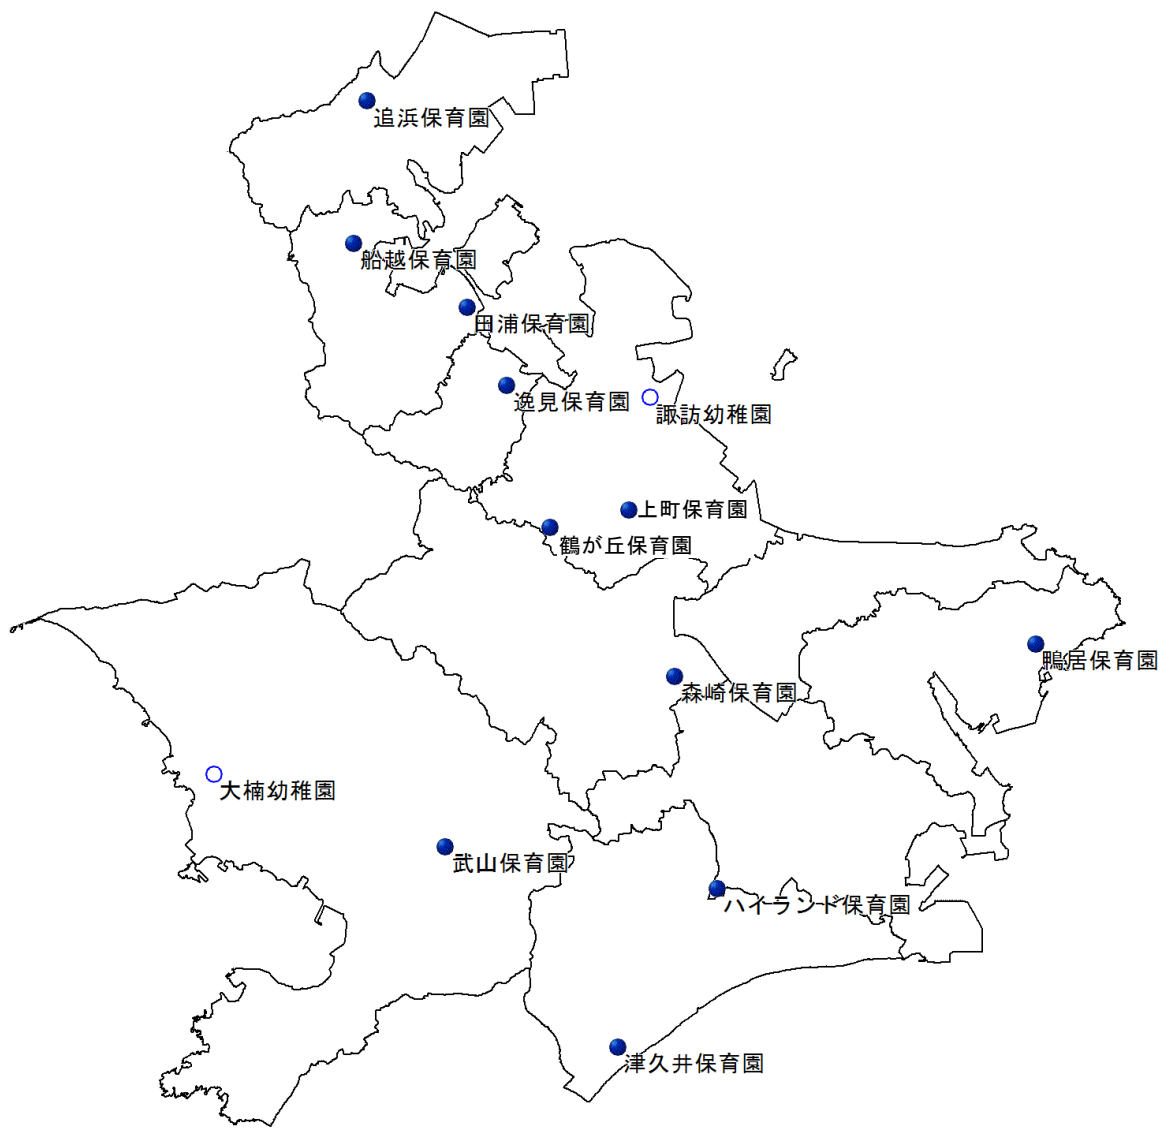 追浜保育園
船越保育園
田浦保育園
逸見保育園
諏訪幼稚園
上町保育園
鶴が丘保育園
鴨居保育園
森崎保育園
大楠幼稚園
武山保育園
ハイランド保育園
津久井保育園